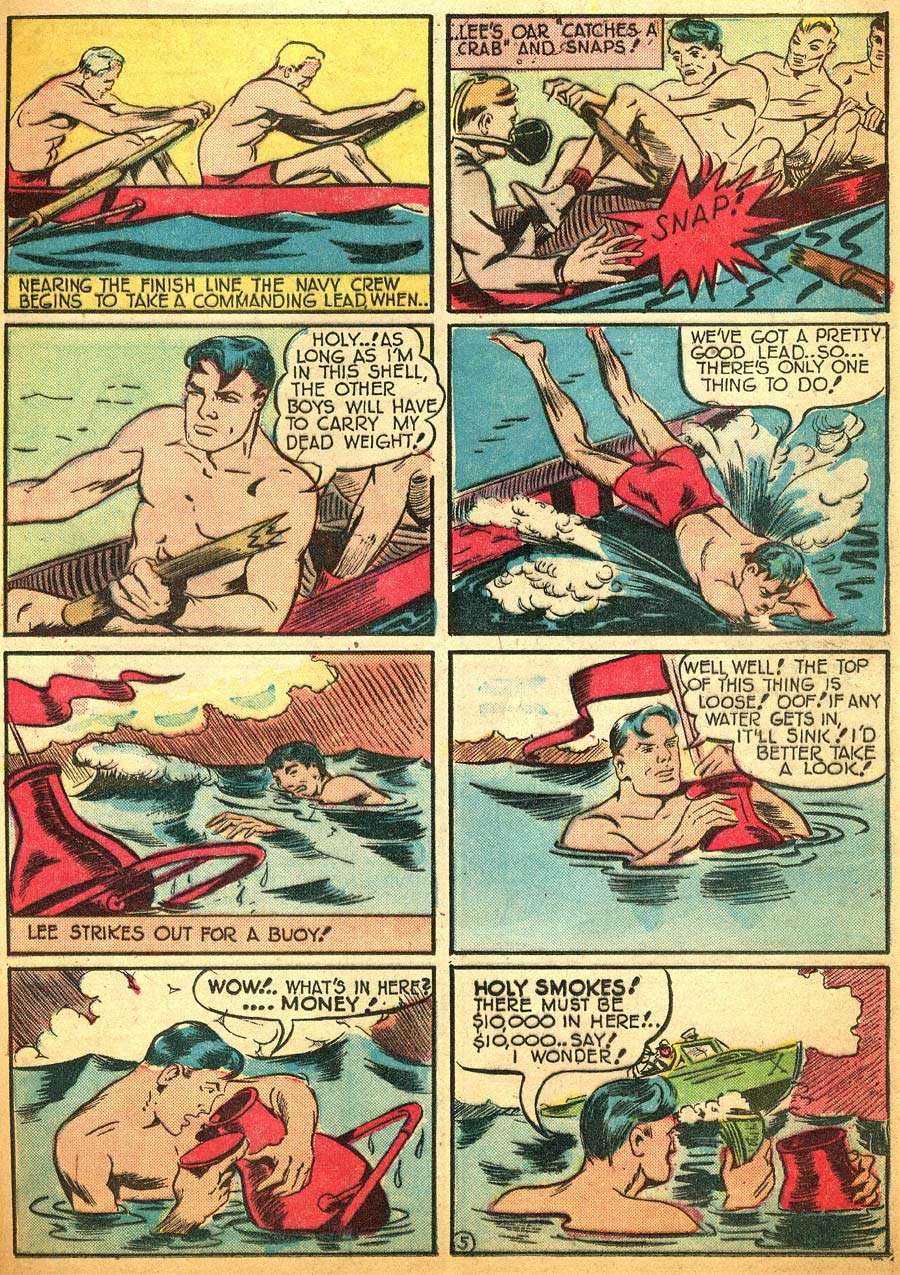 NEARING THE FINISH LINE, THE NAVY CREW
BEGINS TO TAKE A COMMANDING LEAD, WHEN..
..LEE'S OAR "CATCHES A
CRAB" AND SNAPS!
SNAP!
HOLY..! AS
LONG AS I'M
IN THIS SHELL,
THE OTHER
BOYS WILL HAVE
TO CARRY MY
DEAD WEIGHT!
WE'VE GOT A PRETTY
GOOD LEAD..SO...
THERE'S ONLY ONE
THING TO DO!
LEE STRIKES OUT FOR A BUOY!
WELL, WELL! THE TOP
OF THIS THING IS
LOOSE! OOF! IF ANY
WATER GETS IN,
IT'LL SINK! I'D
BETTER TAKE
A LOOK!
WOW!.. WHAT'S IN HERE?
.... MONEY!
HOLY SMOKES!
THERE MUST BE
$10,000 IN HERE!..
$10,000.. SAY!
I WONDER!
X
5